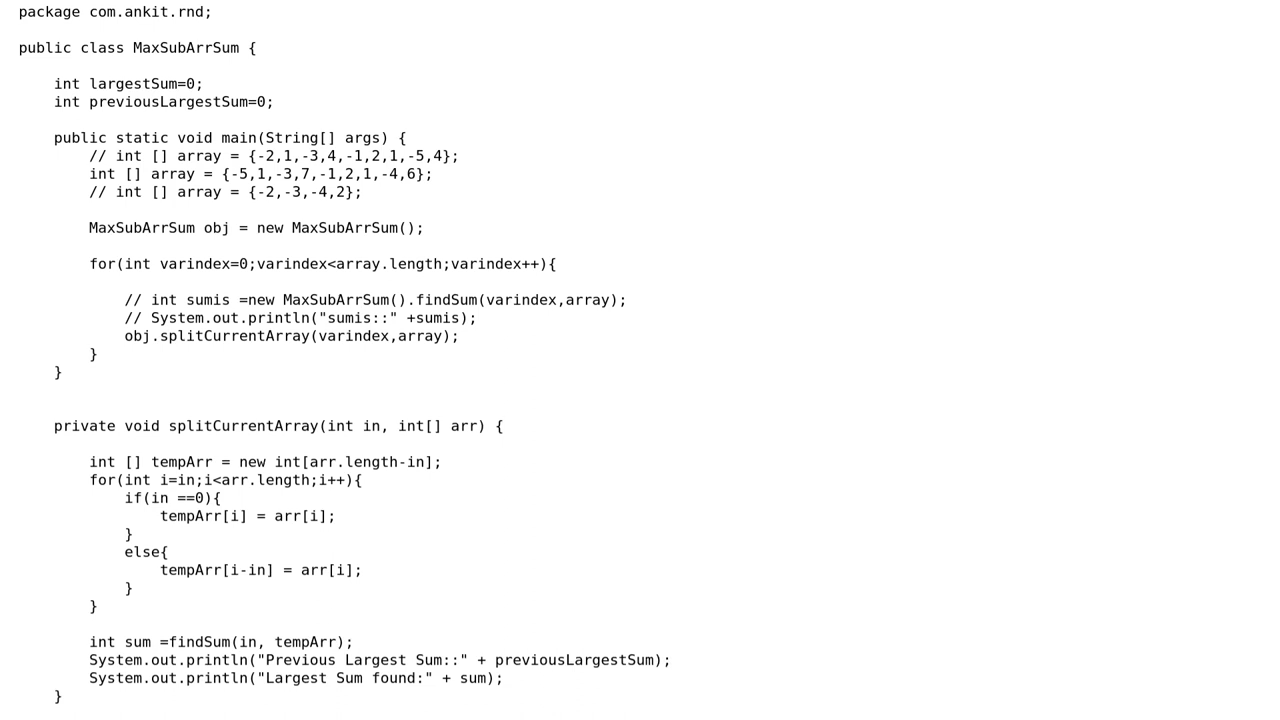 package com.ankit.rnd;
public class MaxSubArrSum {
int largestSum=0;
int previousLargestSum=0;
public static void main(String[] args) {
// int [] array = {-2,1,-3,4,-1,2,1,-5,4};
int [] array = {-5,1,-3,7,-1,2,1,-4,6};
// int [] array = {-2,-3,-4,2};
MaxSubArrSum obj = new MaxSubArrSum();
for(int varindex=0;varindex<array.length;varindex++){
// int sumis =new MaxSubArrSum().findSum(varindex,array);
// System.out.println("sumis::" +sumis);
obj.splitCurrentArray(varindex,array);
}
}
private void splitCurrentArray(int in, int[] arr) {
int [] tempArr = new int[arr.length-in];
for(int i=in;i<arr.length;i++){
if(in ==0){
tempArr[i] = arr[i];
}
else{
tempArr[i-in] = arr[i];
}
}
int sum =findSum(in, tempArr);
System.out.println("Previous Largest Sum::" + previousLargestSum);
System.out.println("Largest Sum found:" + sum);
}